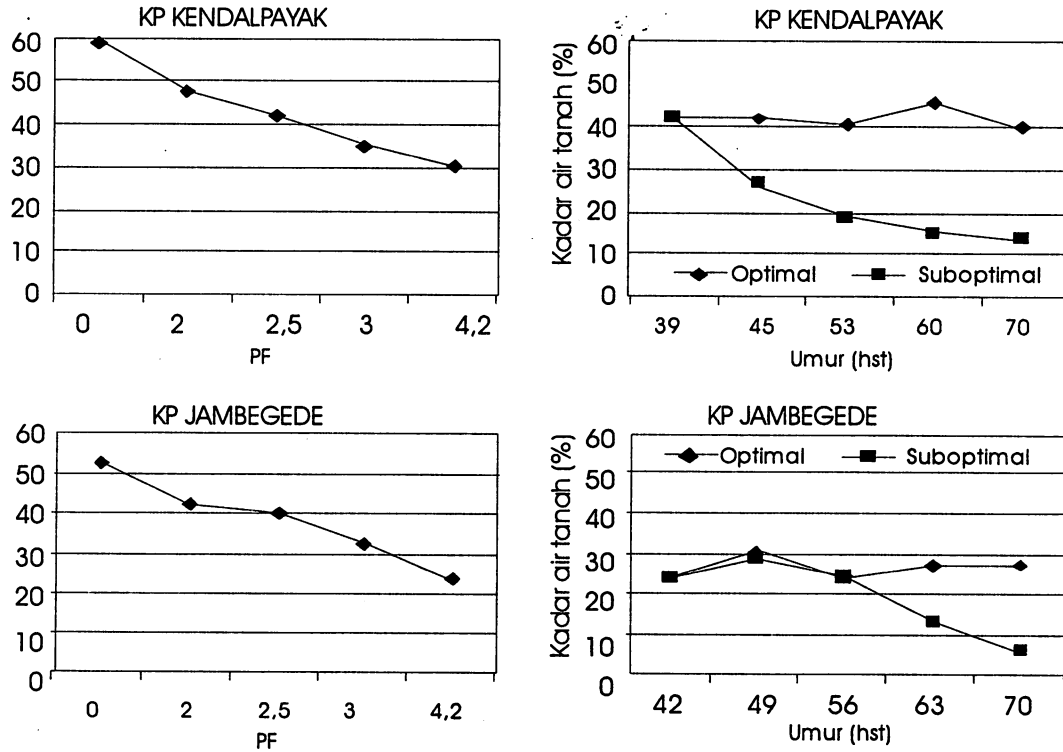 KP KENDALPAYAK
60
50
40
30
20
10
0
0 2 2,5 3 4,2
PF
KP KENDALPAYAK
Kadar air tanah (%)
60
50
40
30
20
10
0
Optimal Suboptimal
39 45 53 60 70
Umur (hst)
KP JAMBEGEDE
60
50
40
30
20
10
0
0 2 2,5 3 4,2
PF
KP JAMBEGEDE
Kadar air tanah (%)
60
50
40
30
20
10
0
Optimal Suboptimal
42 49 56 63 70
Umur (hst)